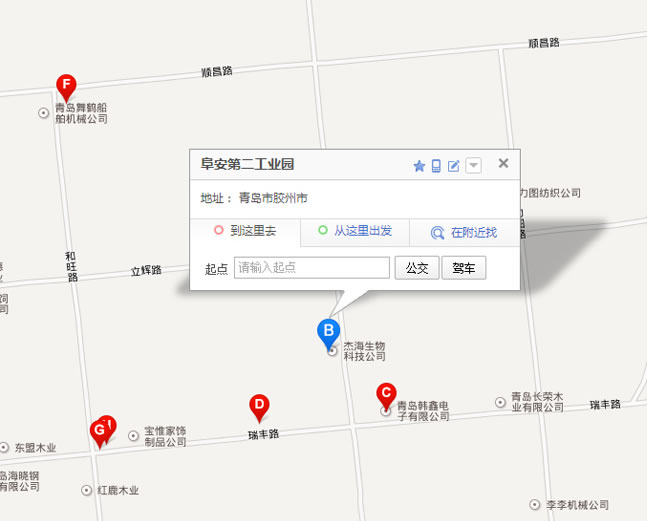 顺昌路
顺昌路
F
青岛舞鹤船
舶机械公司
阜安第二工业园
地址： 青岛市胶州市
力图纺织公司
到这里去
从这里出发
在附近找
和旺路
立辉路
起点
请输入起点
公交
驾车
饲
公司
B
杰海生物
科技公司
C
D
青岛韩鑫电
子有限公司
青岛长荣木
业有限公司
瑞丰路
G
宝惟家饰
制品公司
瑞丰路
东盟木业
岛海晓钢
有限公司
红鹿木业
李李机械公司